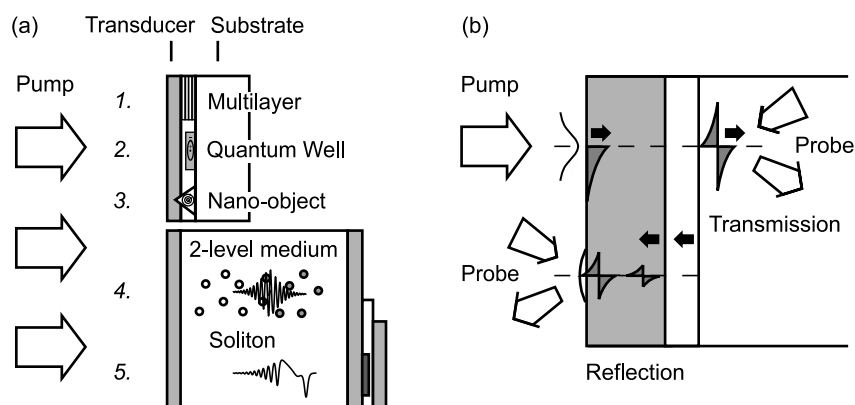 (a)
Transducer Substrate
Pump
1. Multilayer
2. Quantum Well
3. Nano-object
2-level medium
4.
Soliton
5.
(b)
Pump
Probe
Transmission
Probe
Reflection